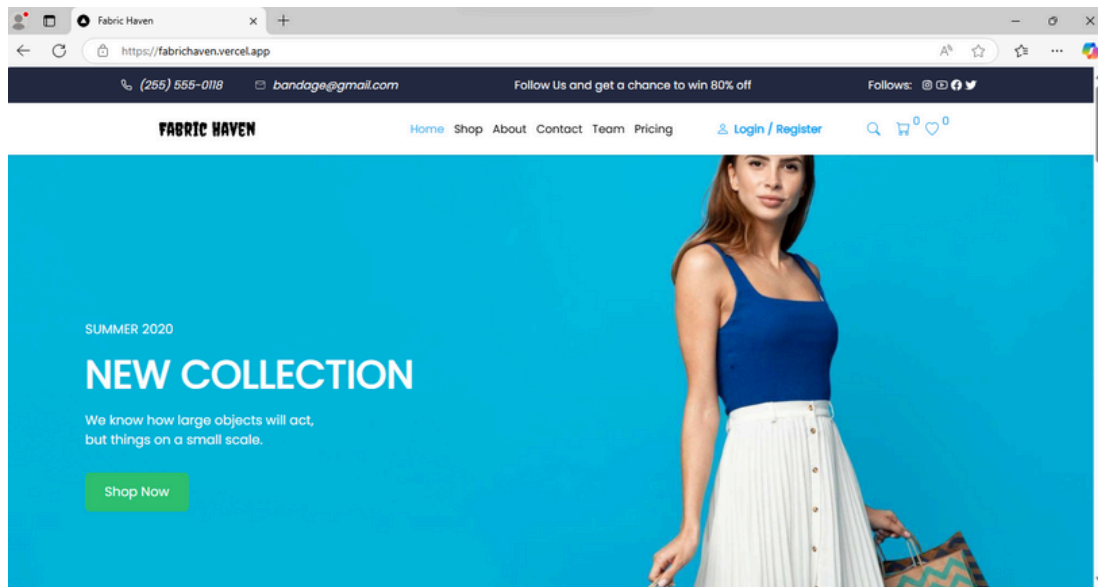 Fabric Haven
https://fabrichaven.vercel.app
(255) 555-0118 bandage@gmail.com Follow Us and get a chance to win 80% off Follows:
FABRIC HAVEN Home Shop About Contact Team Pricing Login / Register 0 0
SUMMER 2020
NEW COLLECTION
We know how large objects will act,
but things on a small scale.
Shop Now